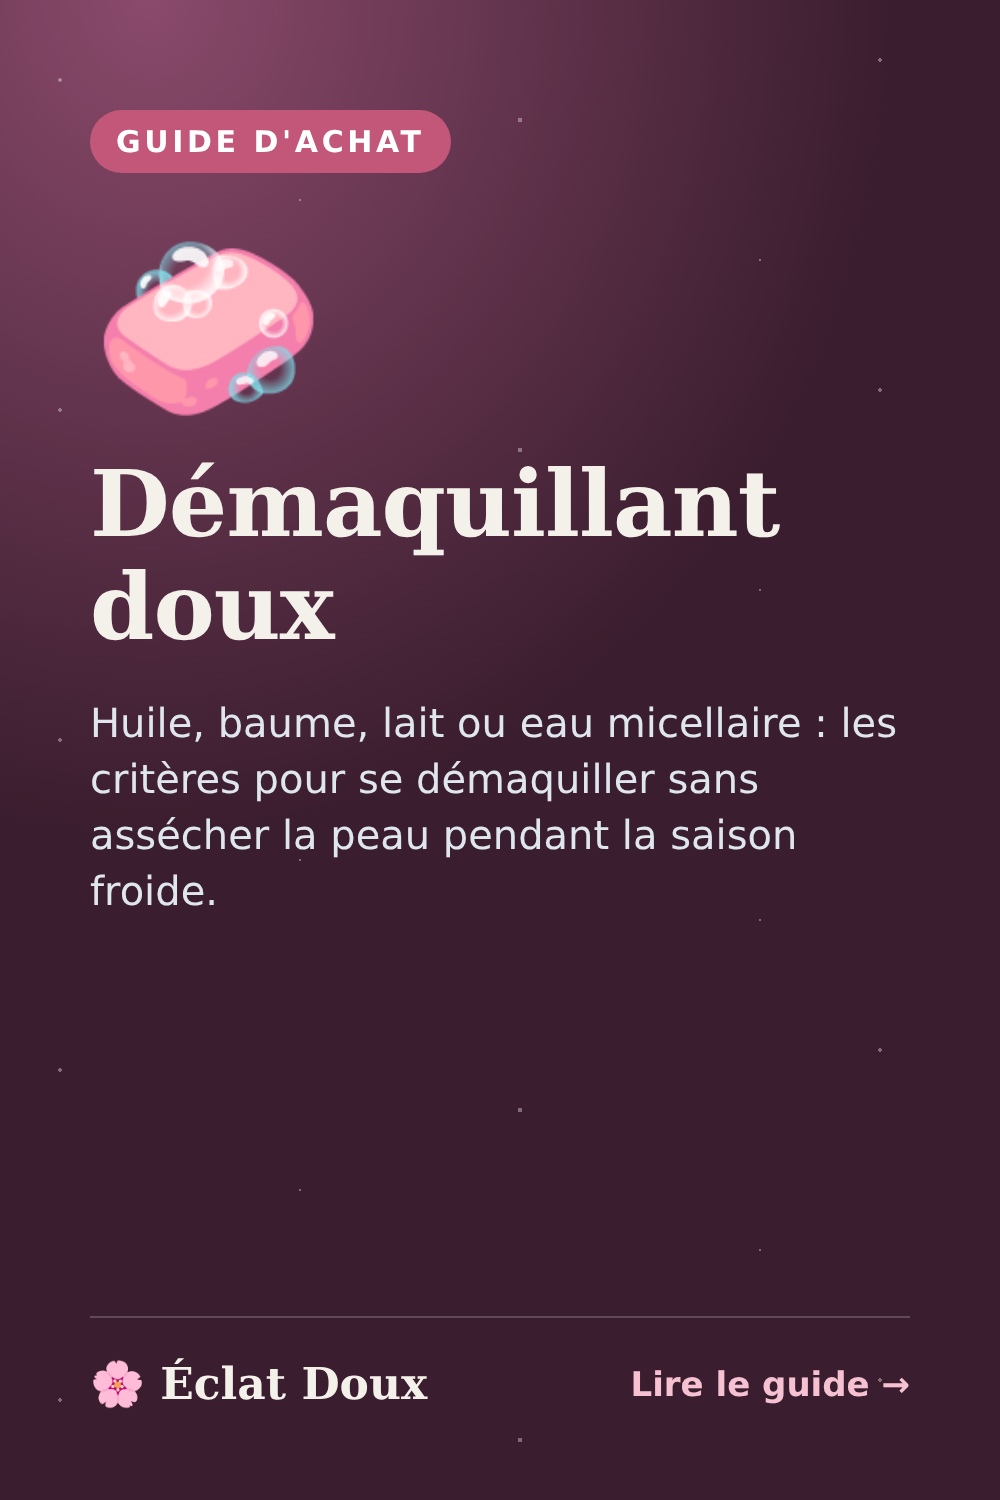 GUIDE D'ACHAT
Démaquillant
doux
Huile, baume, lait ou eau micellaire : les
critères pour se démaquiller sans
assécher la peau pendant la saison
froide.
Éclat Doux
Lire le guide →